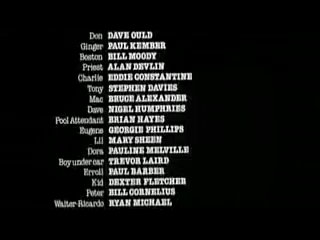 Don DAVE OULD
Ginger PAUL KEMBER
Boston BILL MOODY
Priest ALAN DEVLIN
Charlie EDDIE CONSTANTINE
Tony STEPHEN DAVIES
Mac BRUCE ALEXANDER
Dave NIGEL HUMPHRIES
Pool Attendant BRIAN HAYES
Eugene GEORGIE PHILLIPS
Lil MARY SHEEN
Dora PAULINE MELVILLE
Boy under car TREVOR LAIRD
Erroll PAUL BARBER
Kid DEXTER FLETCHER
Peter BILL CORNELIUS
Waiter-Ricardo RYAN MICHAEL